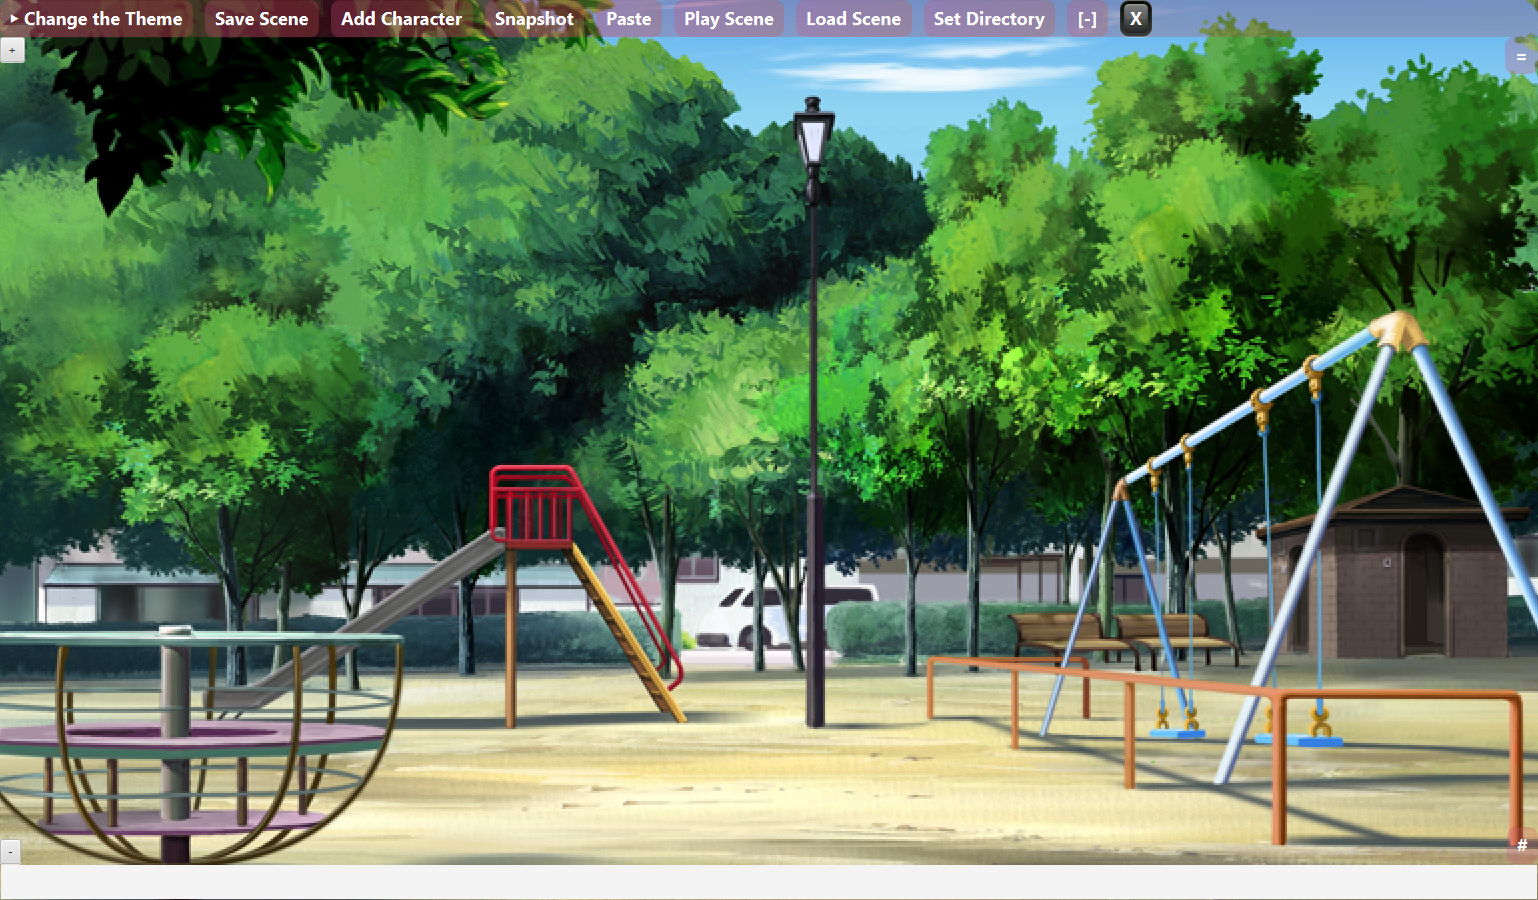 ▸ Change the Theme Save Scene Add Character Snapshot Paste Play Scene Load Scene Set Directory [-] X
+ =
- #